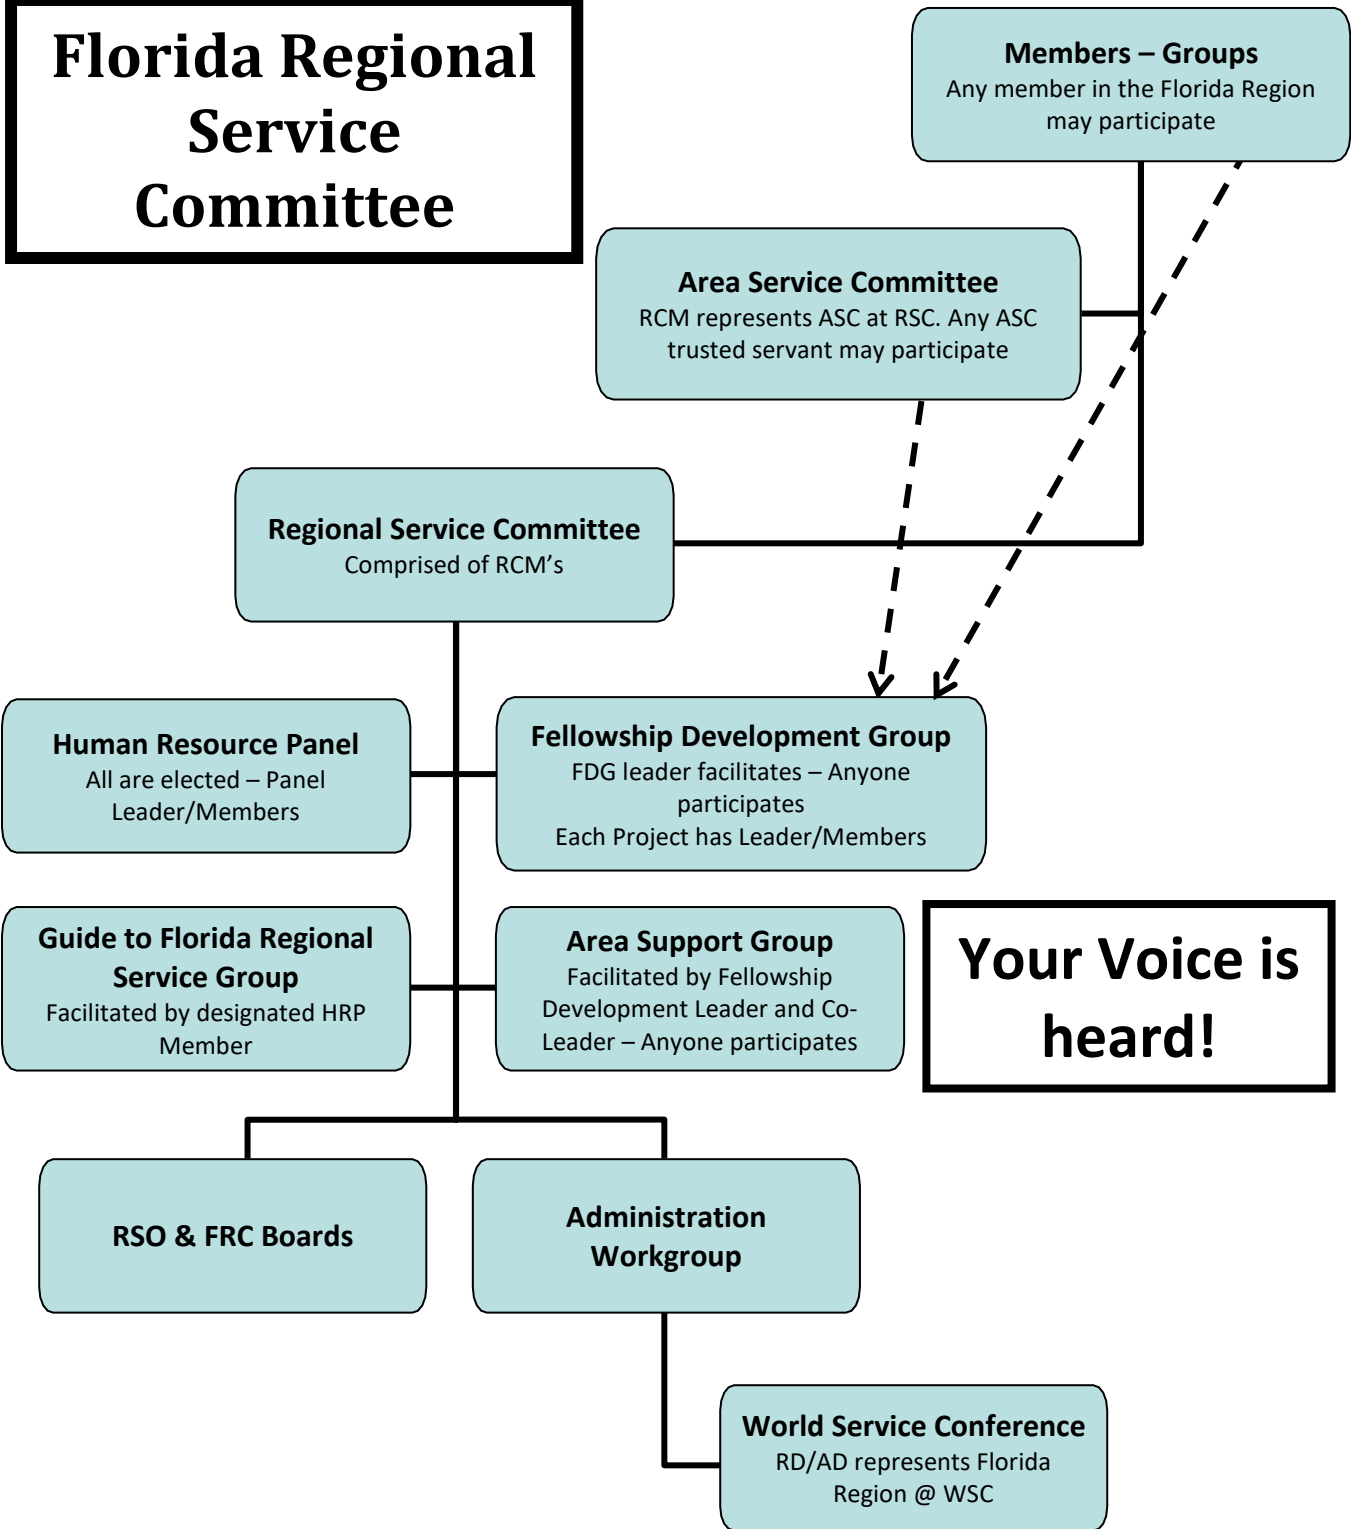 Florida Regional
Service
Committee
Members – Groups
Any member in the Florida Region
may participate
Area Service Committee
RCM represents ASC at RSC. Any ASC
trusted servant may participate
Regional Service Committee
Comprised of RCM’s
Human Resource Panel
All are elected – Panel
Leader/Members
Fellowship Development Group
FDG leader facilitates – Anyone
participates
Each Project has Leader/Members
Guide to Florida Regional
Service Group
Facilitated by designated HRP
Member
Area Support Group
Facilitated by Fellowship
Development Leader and Co-
Leader – Anyone participates
Your Voice is
heard!
RSO & FRC Boards
Administration
Workgroup
World Service Conference
RD/AD represents Florida
Region @ WSC